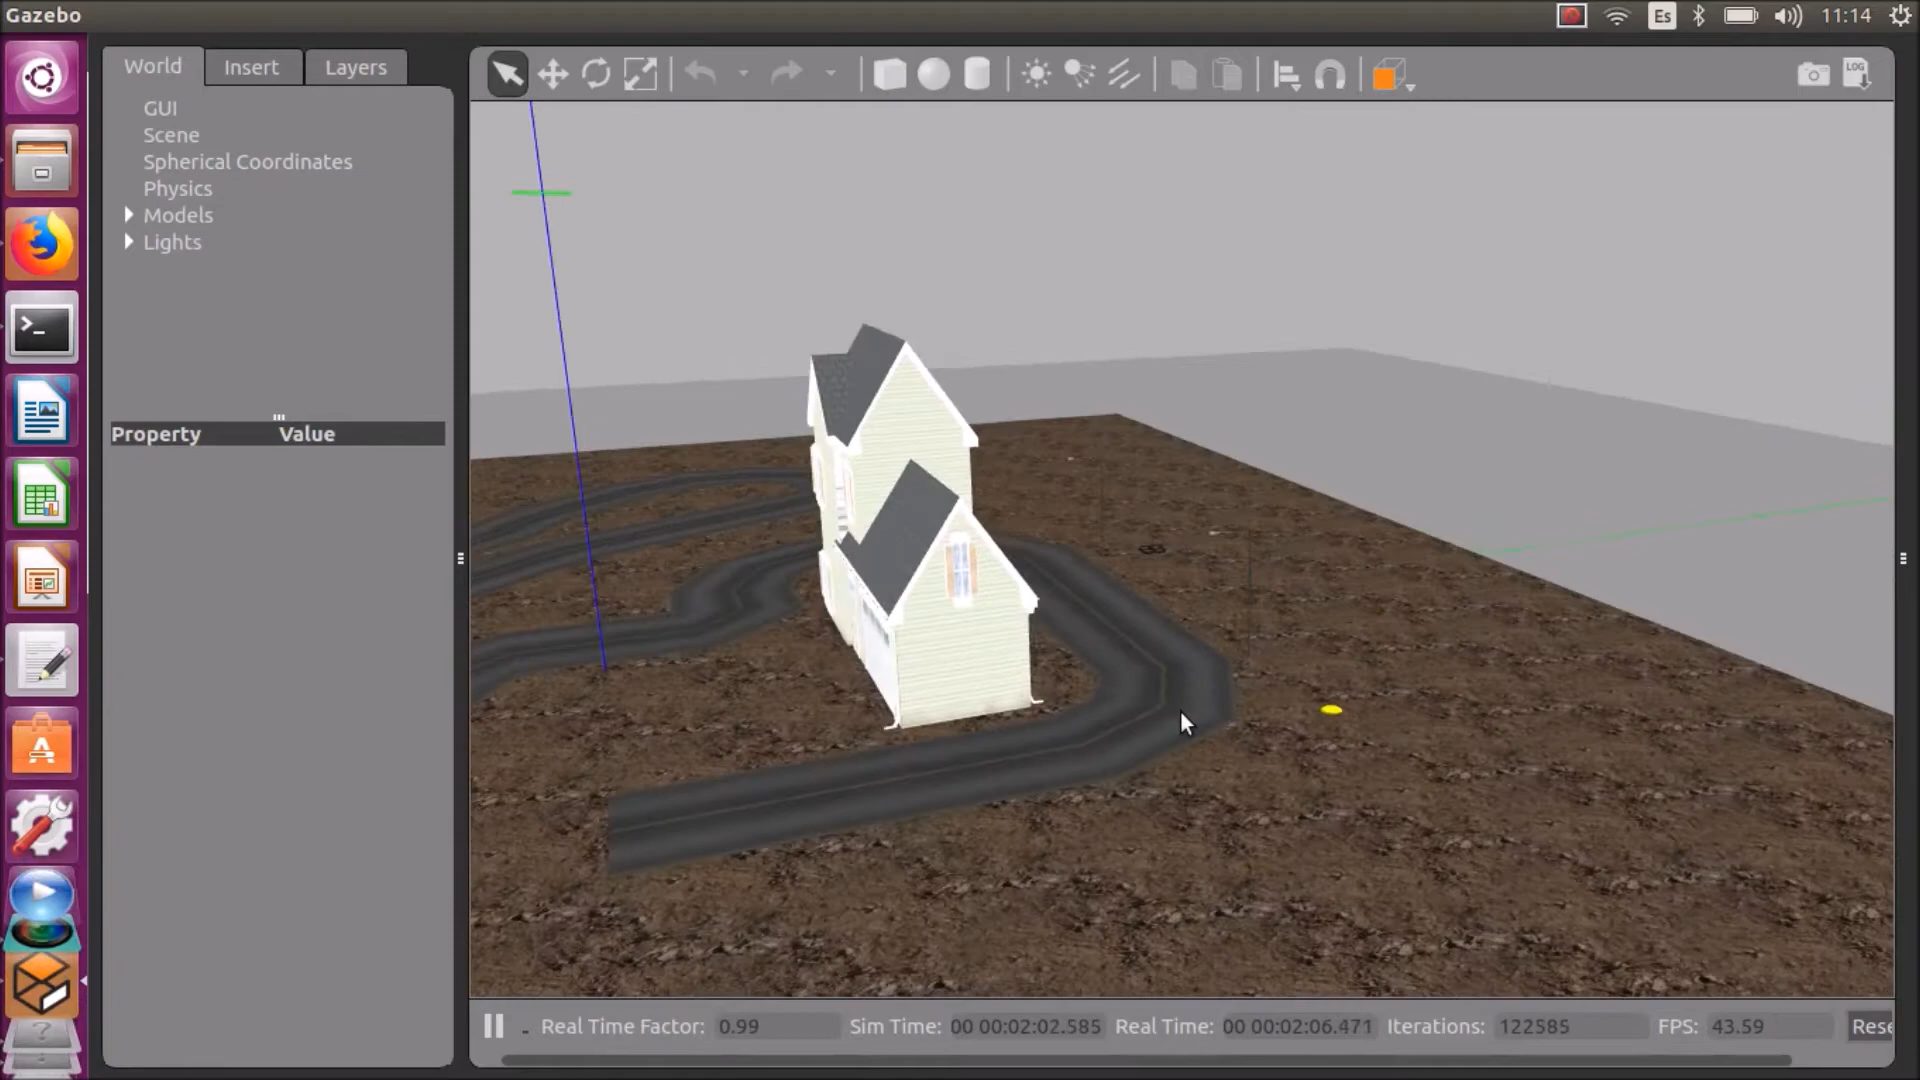 Gazebo
Es
11:14
World
Insert
Layers
GUI
Scene
Spherical Coordinates
Physics
Models
Lights
Property
Value
LOG
>_
A
?
Real Time Factor: 0.99
Sim Time: 00 00:02:02.585
Real Time: 00 00:02:06.471
Iterations: 122585
FPS: 43.59
Rese